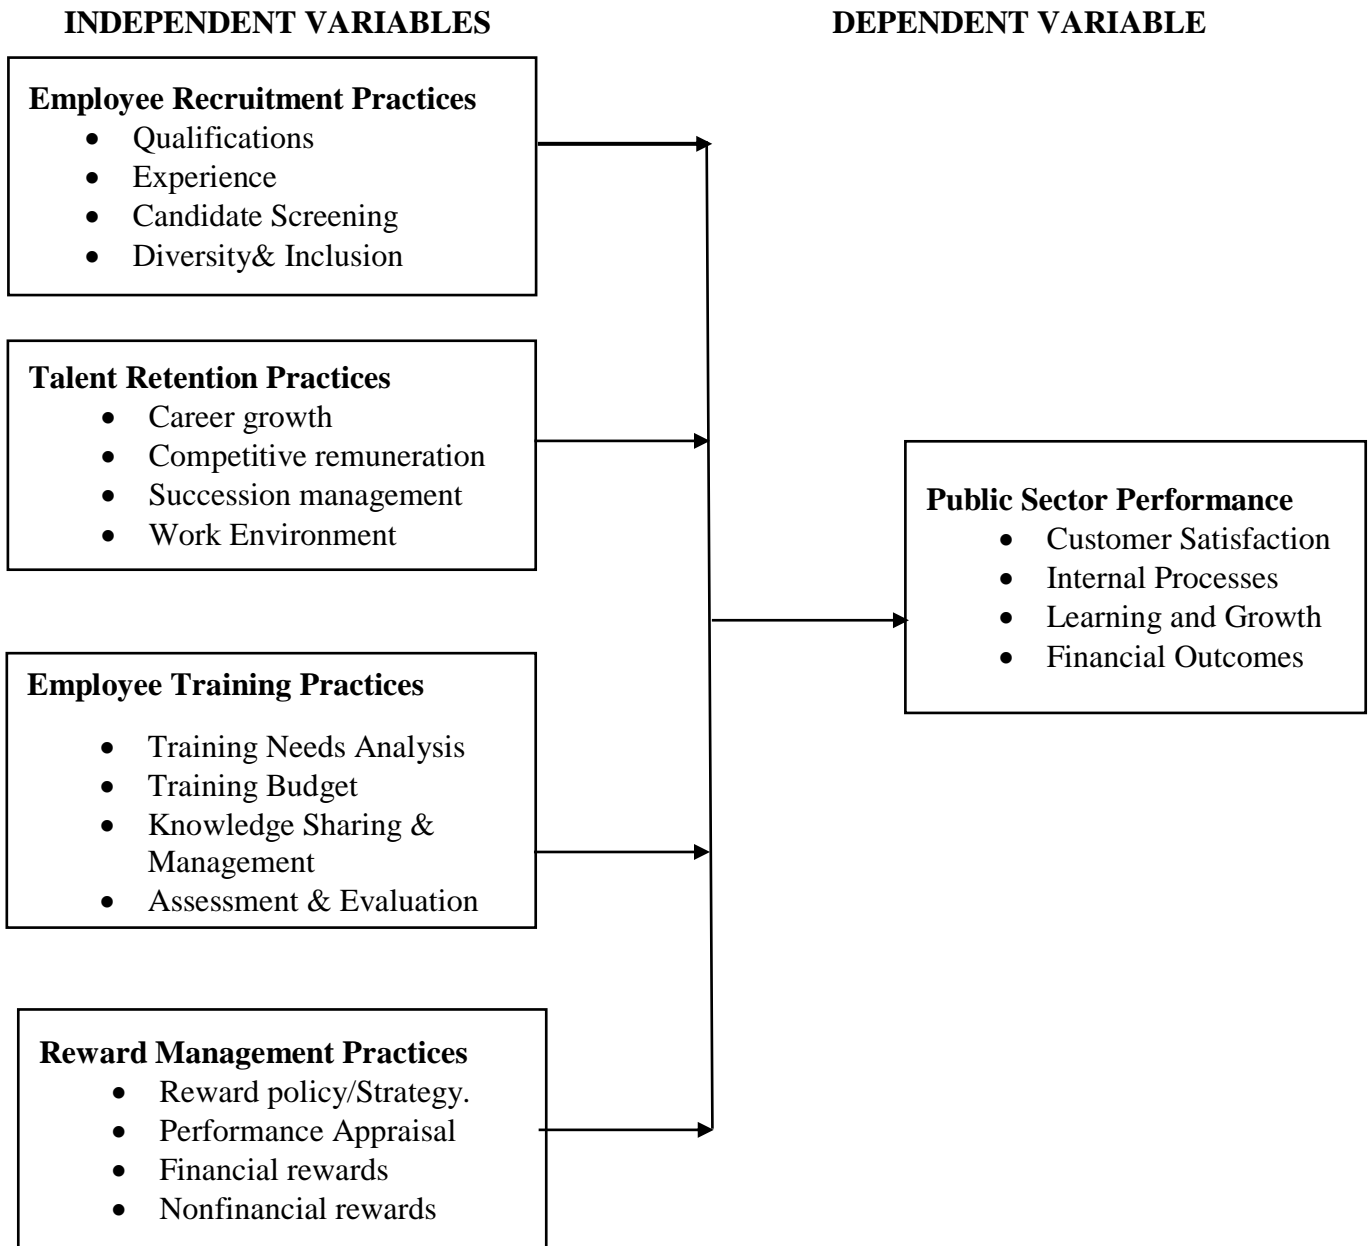 INDEPENDENT VARIABLES
DEPENDENT VARIABLE
Employee Recruitment Practices
• Qualifications
• Experience
• Candidate Screening
• Diversity& Inclusion
Talent Retention Practices
• Career growth
• Competitive remuneration
• Succession management
• Work Environment
Employee Training Practices
• Training Needs Analysis
• Training Budget
• Knowledge Sharing &
Management
• Assessment & Evaluation
Reward Management Practices
• Reward policy/Strategy.
• Performance Appraisal
• Financial rewards
• Nonfinancial rewards
Public Sector Performance
• Customer Satisfaction
• Internal Processes
• Learning and Growth
• Financial Outcomes